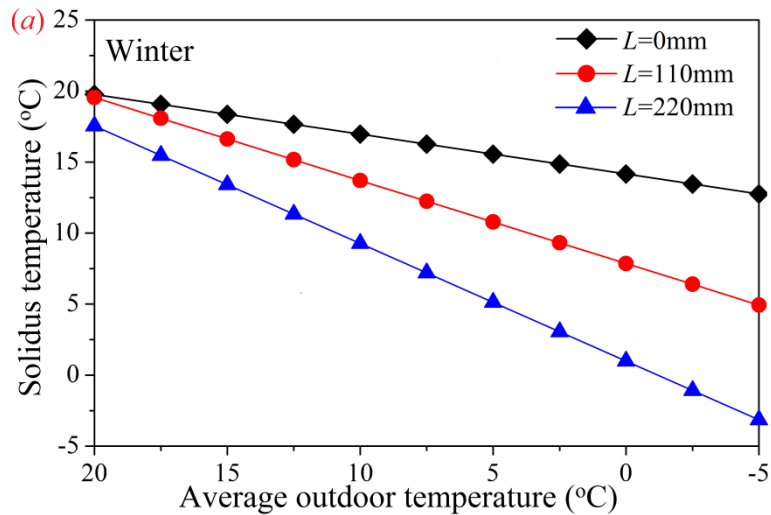 (a)
25
20
15
10
5
0
-5
Solidus temperature (°C)
Winter
L=0mm
L=110mm
L=220mm
20 15 10 5 0 -5
Average outdoor temperature (°C)